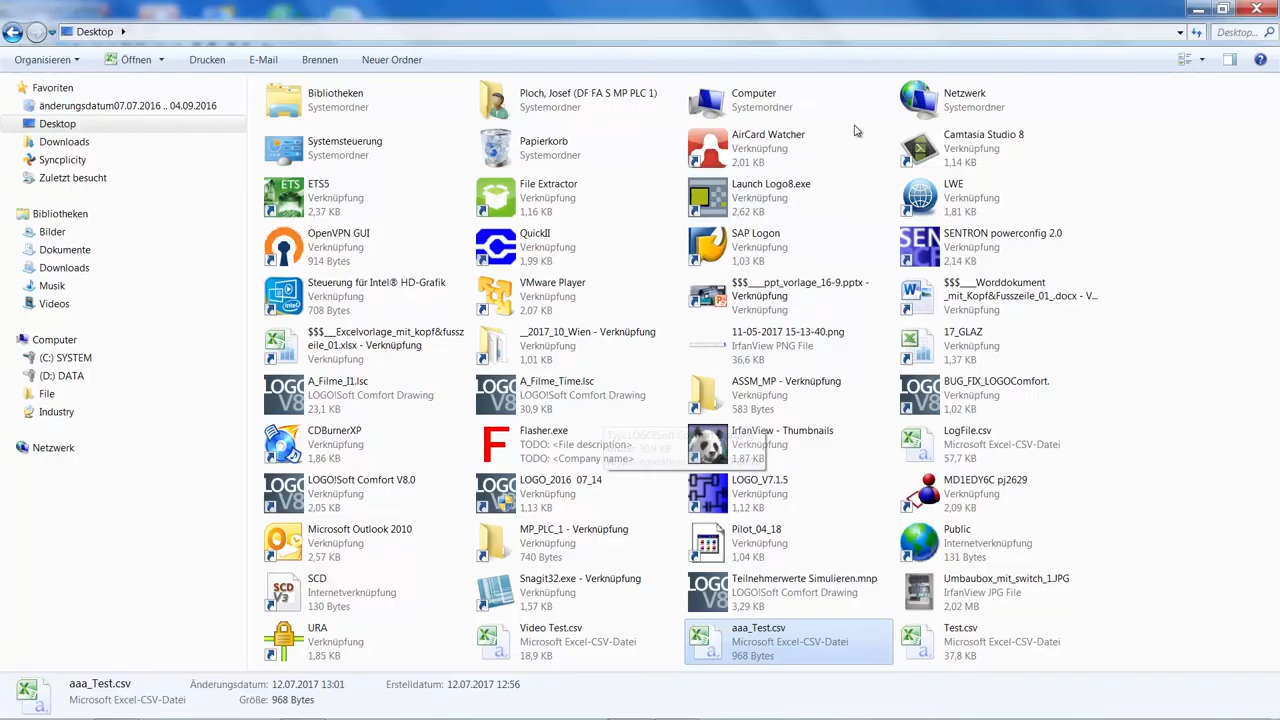 Desktop
Desktop...
Organisieren
Öffnen
Drucken
E-Mail
Brennen
Neuer Ordner
Favoriten
änderungsdatum07.07.2016 .. 04.09.2016
Desktop
Downloads
Syncplicity
Zuletzt besucht
Bibliotheken
Bilder
Dokumente
Downloads
Musik
Videos
Computer
(C:) SYSTEM
(D:) DATA
File
Industry
Netzwerk
Bibliotheken
Systemordner
Ploch, Josef (DF FA S MP PLC 1)
Systemordner
Computer
Systemordner
Netzwerk
Systemordner
Systemsteuerung
Systemordner
Papierkorb
Systemordner
AirCard Watcher
Verknüpfung
2,01 KB
Camtasia Studio 8
Verknüpfung
1,14 KB
ETS5
Verknüpfung
2,37 KB
File Extractor
Verknüpfung
1,16 KB
Launch Logo8.exe
Verknüpfung
2,62 KB
LWE
Verknüpfung
1,81 KB
OpenVPN GUI
Verknüpfung
914 Bytes
QuickII
Verknüpfung
1,99 KB
SAP Logon
Verknüpfung
1,03 KB
SENTRON powerconfig 2.0
Verknüpfung
2,14 KB
Steuerung für Intel® HD-Grafik
Verknüpfung
708 Bytes
VMware Player
Verknüpfung
2,07 KB
$$$___ppt_vorlage_16-9.pptx -
Verknüpfung
Verknüpfung
$$$___Worddokument
_mit_Kopf&Fusszeile_01_.docx - V...
Verknüpfung
$$$___Excelvorlage_mit_kopf&fussz
eile_01.xlsx - Verknüpfung
Verknüpfung
__2017_10_Wien - Verknüpfung
Verknüpfung
1,01 KB
11-05-2017 15-13-40.png
IrfanView PNG File
36,6 KB
17_GLAZ
Verknüpfung
1,37 KB
A_Filme_I1.lsc
LOGO!Soft Comfort Drawing
23,1 KB
A_Filme_Time.lsc
LOGO!Soft Comfort Drawing
30,9 KB
ASSM_MP - Verknüpfung
Verknüpfung
583 Bytes
BUG_FIX_LOGOComfort.
Verknüpfung
1,02 KB
CDBurnerXP
Verknüpfung
1,86 KB
Flasher.exe
TODO: <File description>
TODO: <Company name>
IrfanView - Thumbnails
Verknüpfung
1,87 KB
LogFile.csv
Microsoft Excel-CSV-Datei
57,7 KB
LOGO!Soft Comfort V8.0
Verknüpfung
2,05 KB
LOGO_2016 07_14
Verknüpfung
1,13 KB
LOGO_V7.1.5
Verknüpfung
1,12 KB
MD1EDY6C pj2629
Verknüpfung
2,09 KB
Microsoft Outlook 2010
Verknüpfung
2,57 KB
MP_PLC_1 - Verknüpfung
Verknüpfung
740 Bytes
Pilot_04_18
Verknüpfung
1,04 KB
Public
Internetverknüpfung
131 Bytes
SCD
Internetverknüpfung
130 Bytes
Snagit32.exe - Verknüpfung
Verknüpfung
1,57 KB
Teilnehmerwerte Simulieren.mnp
LOGO!Soft Comfort Drawing
3,29 KB
Umbaubox_mit_switch_1.JPG
IrfanView JPG File
2,02 MB
URA
Verknüpfung
1,85 KB
Video Test.csv
Microsoft Excel-CSV-Datei
18,9 KB
aaa_Test.csv
Microsoft Excel-CSV-Datei
968 Bytes
Test.csv
Microsoft Excel-CSV-Datei
37,8 KB
aaa_Test.csv
Änderungsdatum: 12.07.2017 13:01
Erstelldatum: 12.07.2017 12:56
Microsoft Excel-CSV-Datei
Größe: 968 Bytes